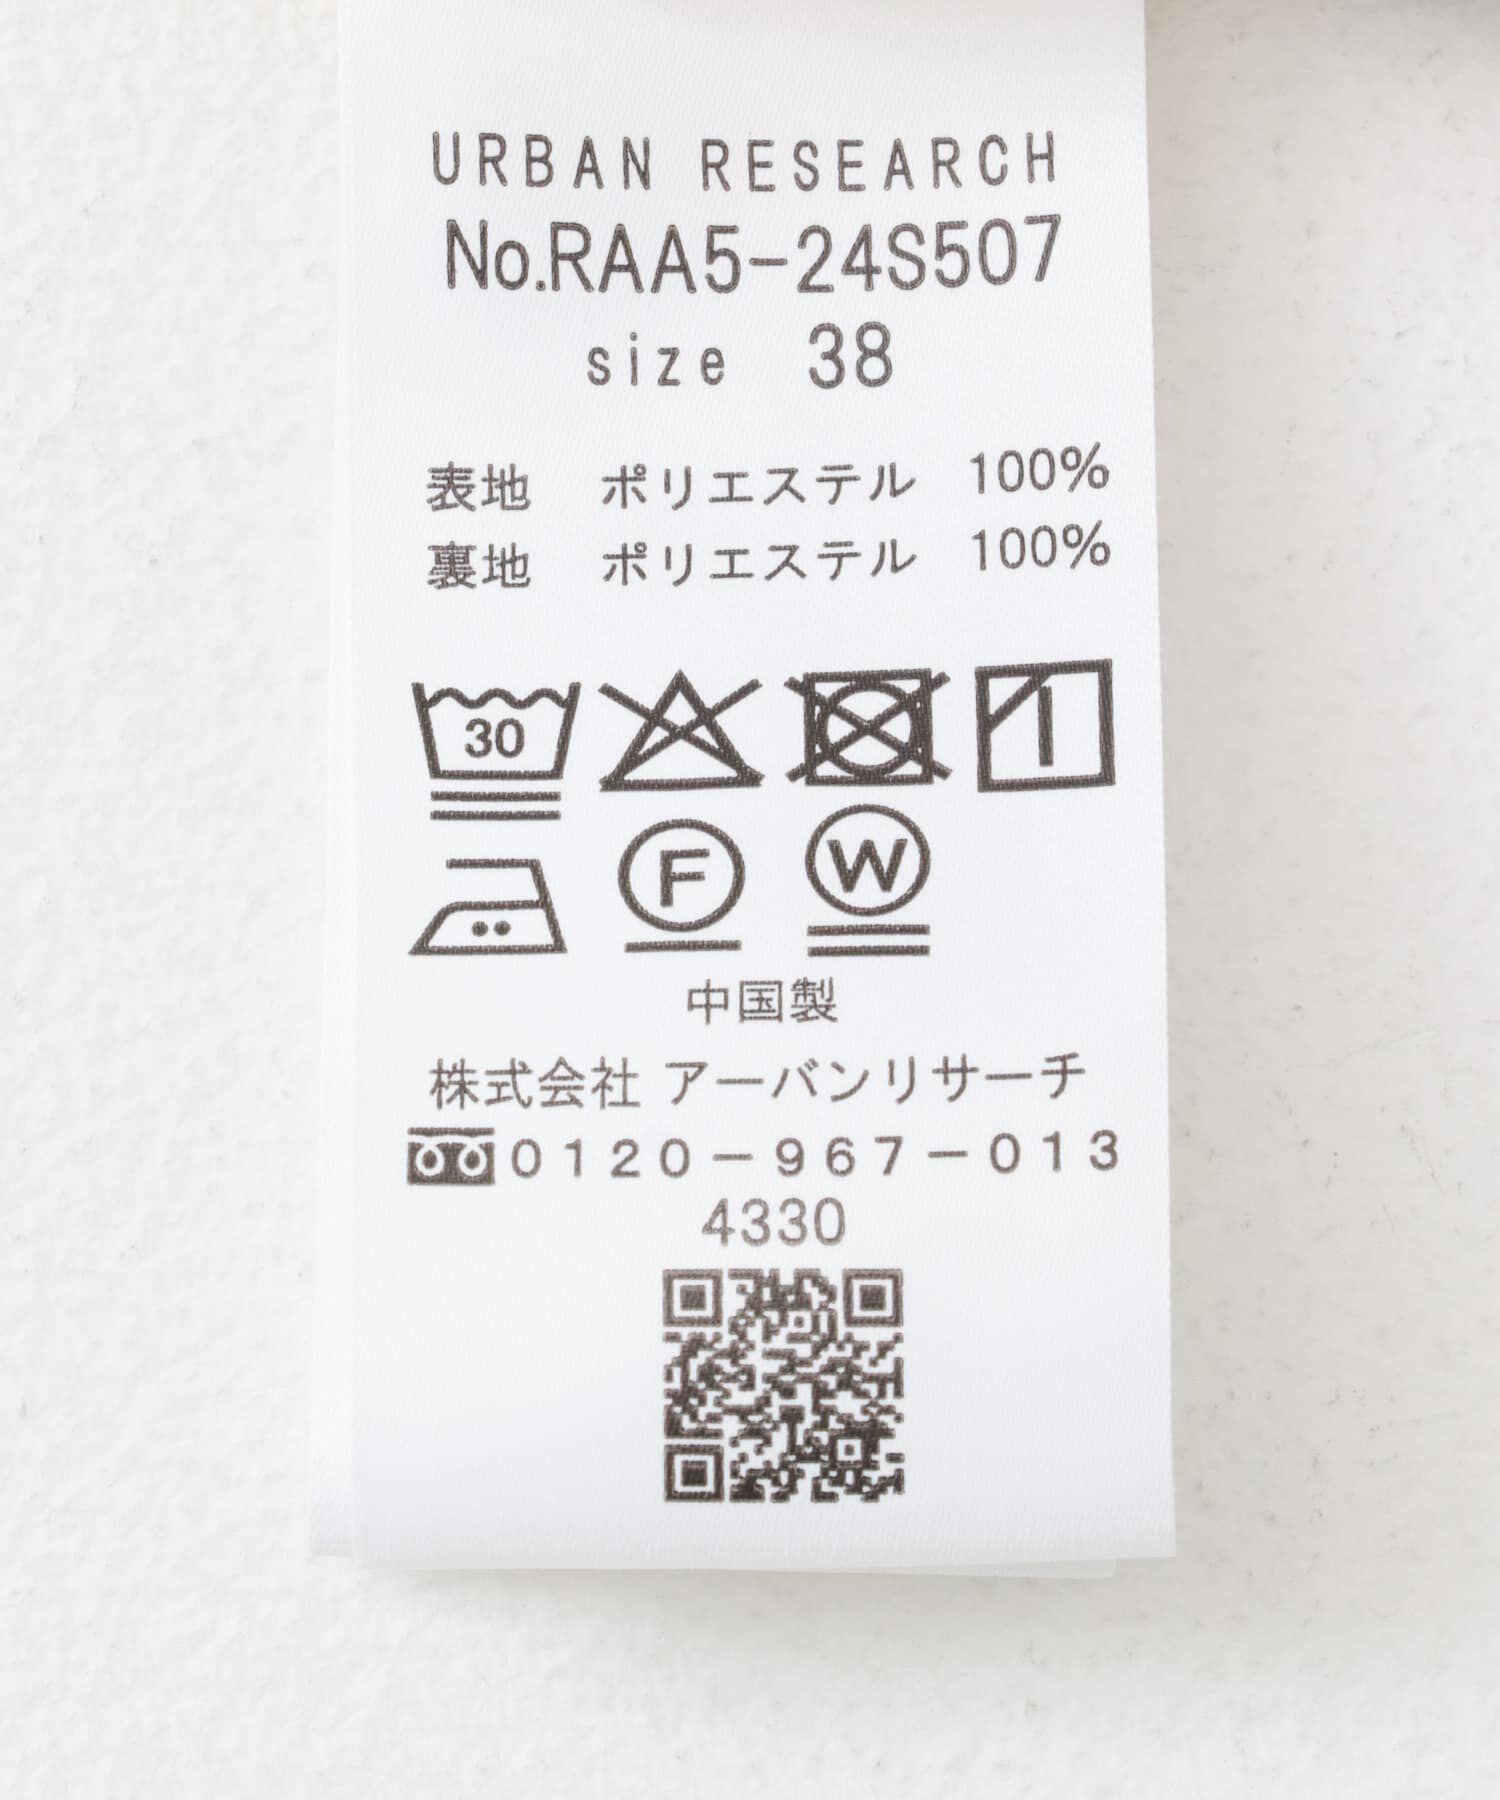 URBAN RESEARCH
No.RAA5-24S507
size 38
表地 ポリエステル 100%
裏地 ポリエステル 100%
30
F W
中国製
株式会社 アーバンリサーチ
0120-967-013
4330